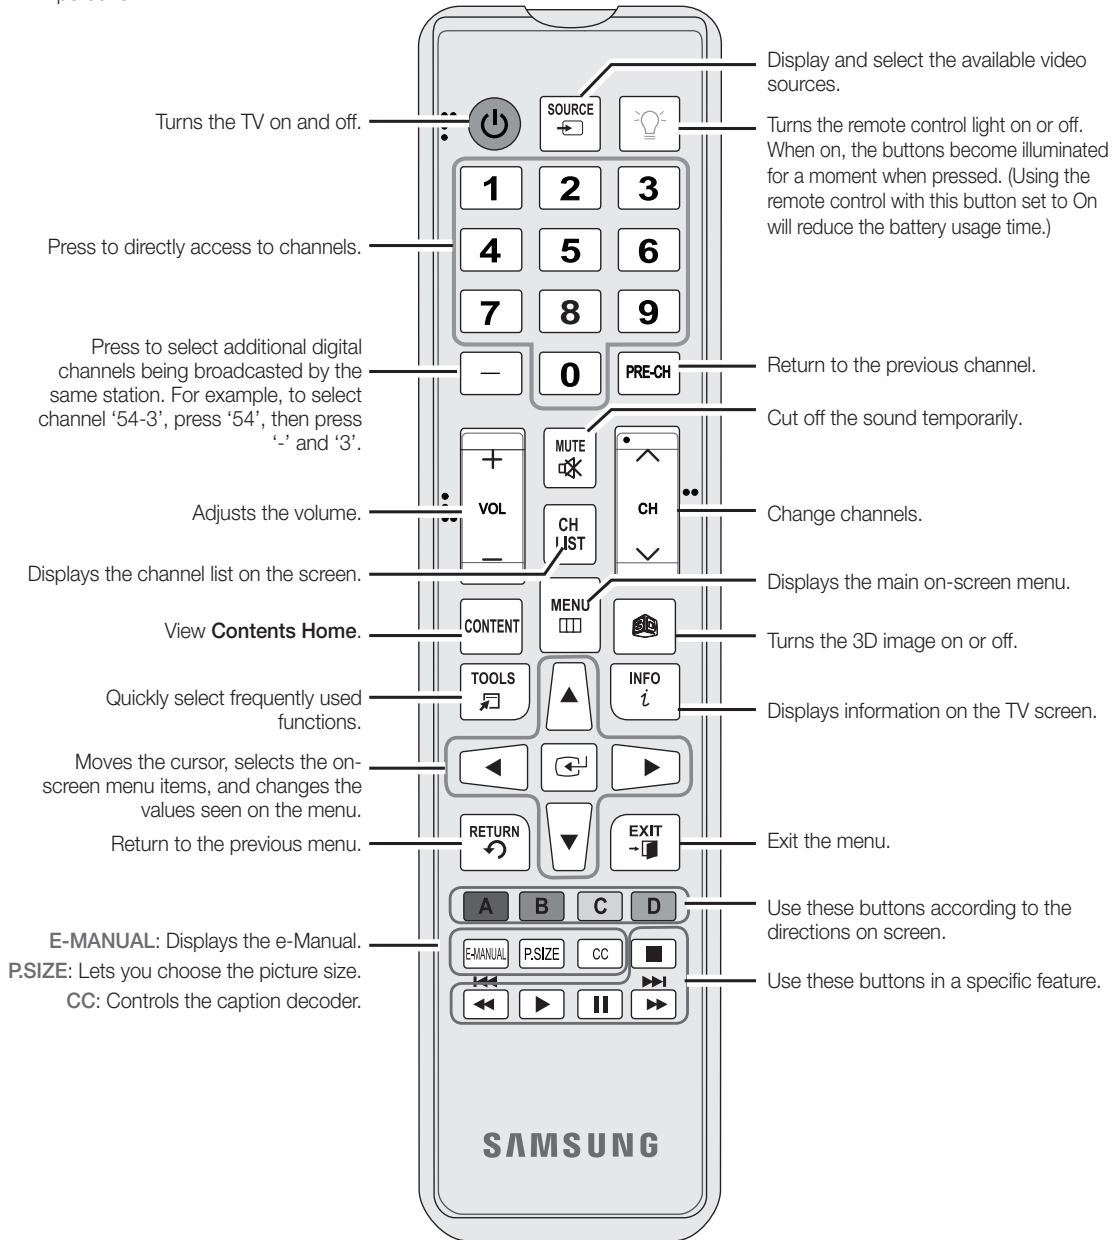 Display and select the available video
sources.
Turns the TV on and off.
SOURCE
Turns the remote control light on or off.
When on, the buttons become illuminated
for a moment when pressed. (Using the
remote control with this button set to On
will reduce the battery usage time.)
1 2 3
Press to directly access to channels.
4 5 6
7 8 9
Press to select additional digital
channels being broadcasted by the
same station. For example, to select
channel ‘54-3’, press ‘54’, then press
‘-’ and ‘3’.
— 0 PRE-CH
Return to the previous channel.
Cut off the sound temporarily.
MUTE
+
Adjusts the volume.
VOL
CH
Change channels.
CH
LIST
—
Displays the channel list on the screen.
Displays the main on-screen menu.
View Contents Home.
CONTENT
MENU
3D
Turns the 3D image on or off.
Quickly select frequently used
functions.
TOOLS
INFO
i
Displays information on the TV screen.
Moves the cursor, selects the on-
screen menu items, and changes the
values seen on the menu.
Return to the previous menu.
RETURN
EXIT
Exit the menu.
A B C D
Use these buttons according to the
directions on screen.
E-MANUAL: Displays the e-Manual.
P.SIZE: Lets you choose the picture size.
CC: Controls the caption decoder.
E-MANUAL P.SIZE CC
Use these buttons in a specific feature.
SAMSUNG